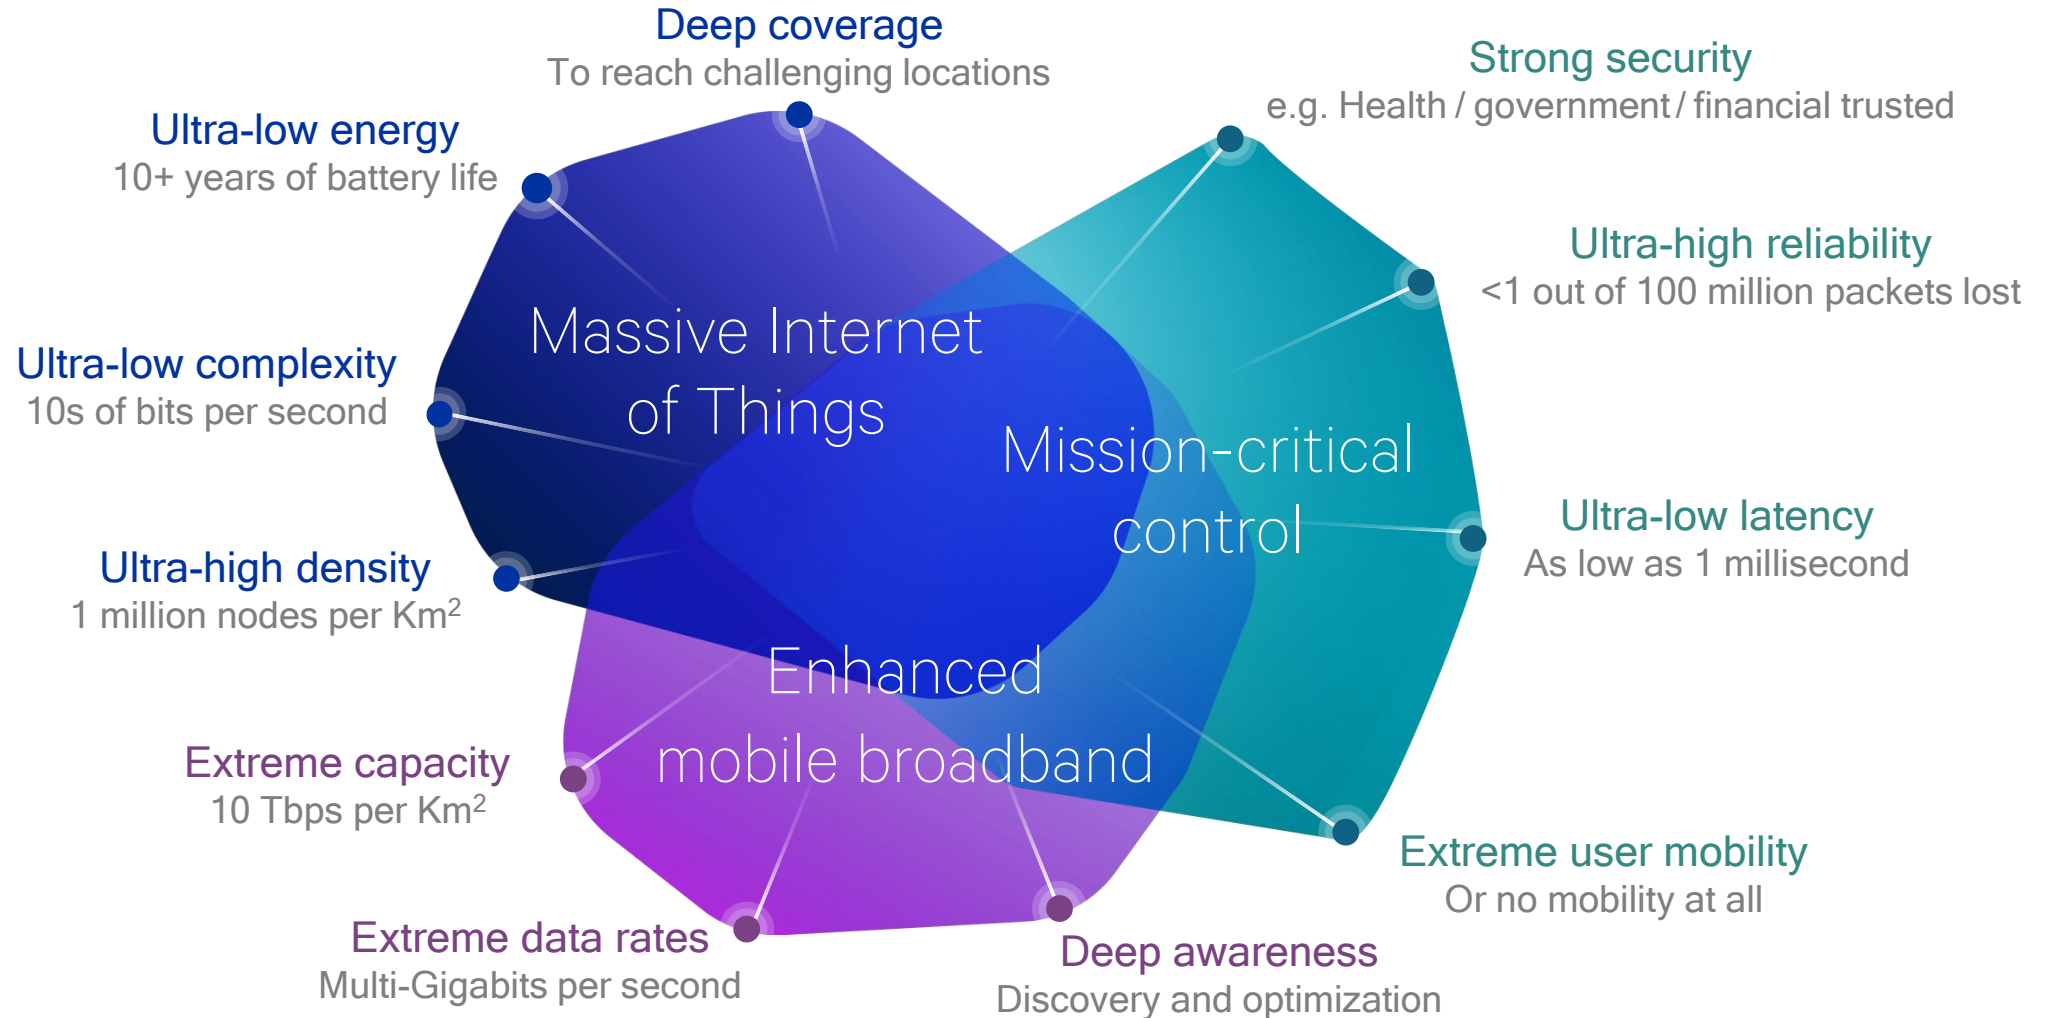 Deep coverage
To reach challenging locations
Strong security
e.g. Health / government / financial trusted
Ultra-low energy
10+ years of battery life
Ultra-high reliability
<1 out of 100 million packets lost
Massive Internet
of Things
Ultra-low complexity
10s of bits per second
Mission-critical
control
Ultra-low latency
As low as 1 millisecond
Ultra-high density
1 million nodes per Km²
Enhanced
mobile broadband
Extreme capacity
10 Tbps per Km²
Extreme user mobility
Or no mobility at all
Extreme data rates
Multi-Gigabits per second
Deep awareness
Discovery and optimization